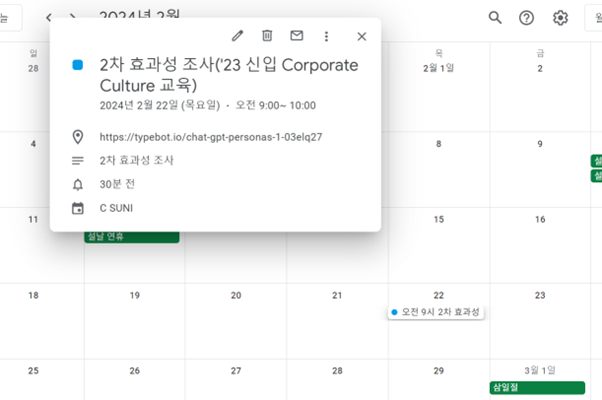 늘
2024년 2월
월
2차 효과성 조사('23 신입 Corporate
Culture 교육)
2024년 2월 22일 (목요일) · 오전 9:00~ 10:00
https://typebot.io/chat-gpt-personas-1-03elq27
2차 효과성 조사
30분 전
C SUNI
일 목 금
28 2월 1일 2
4 8 9
설
설
11 15 16
설날 연휴
18 19 20 21 22 23
오전 9시 2차 효과성
25 26 27 28 29 3월 1일
삼일절